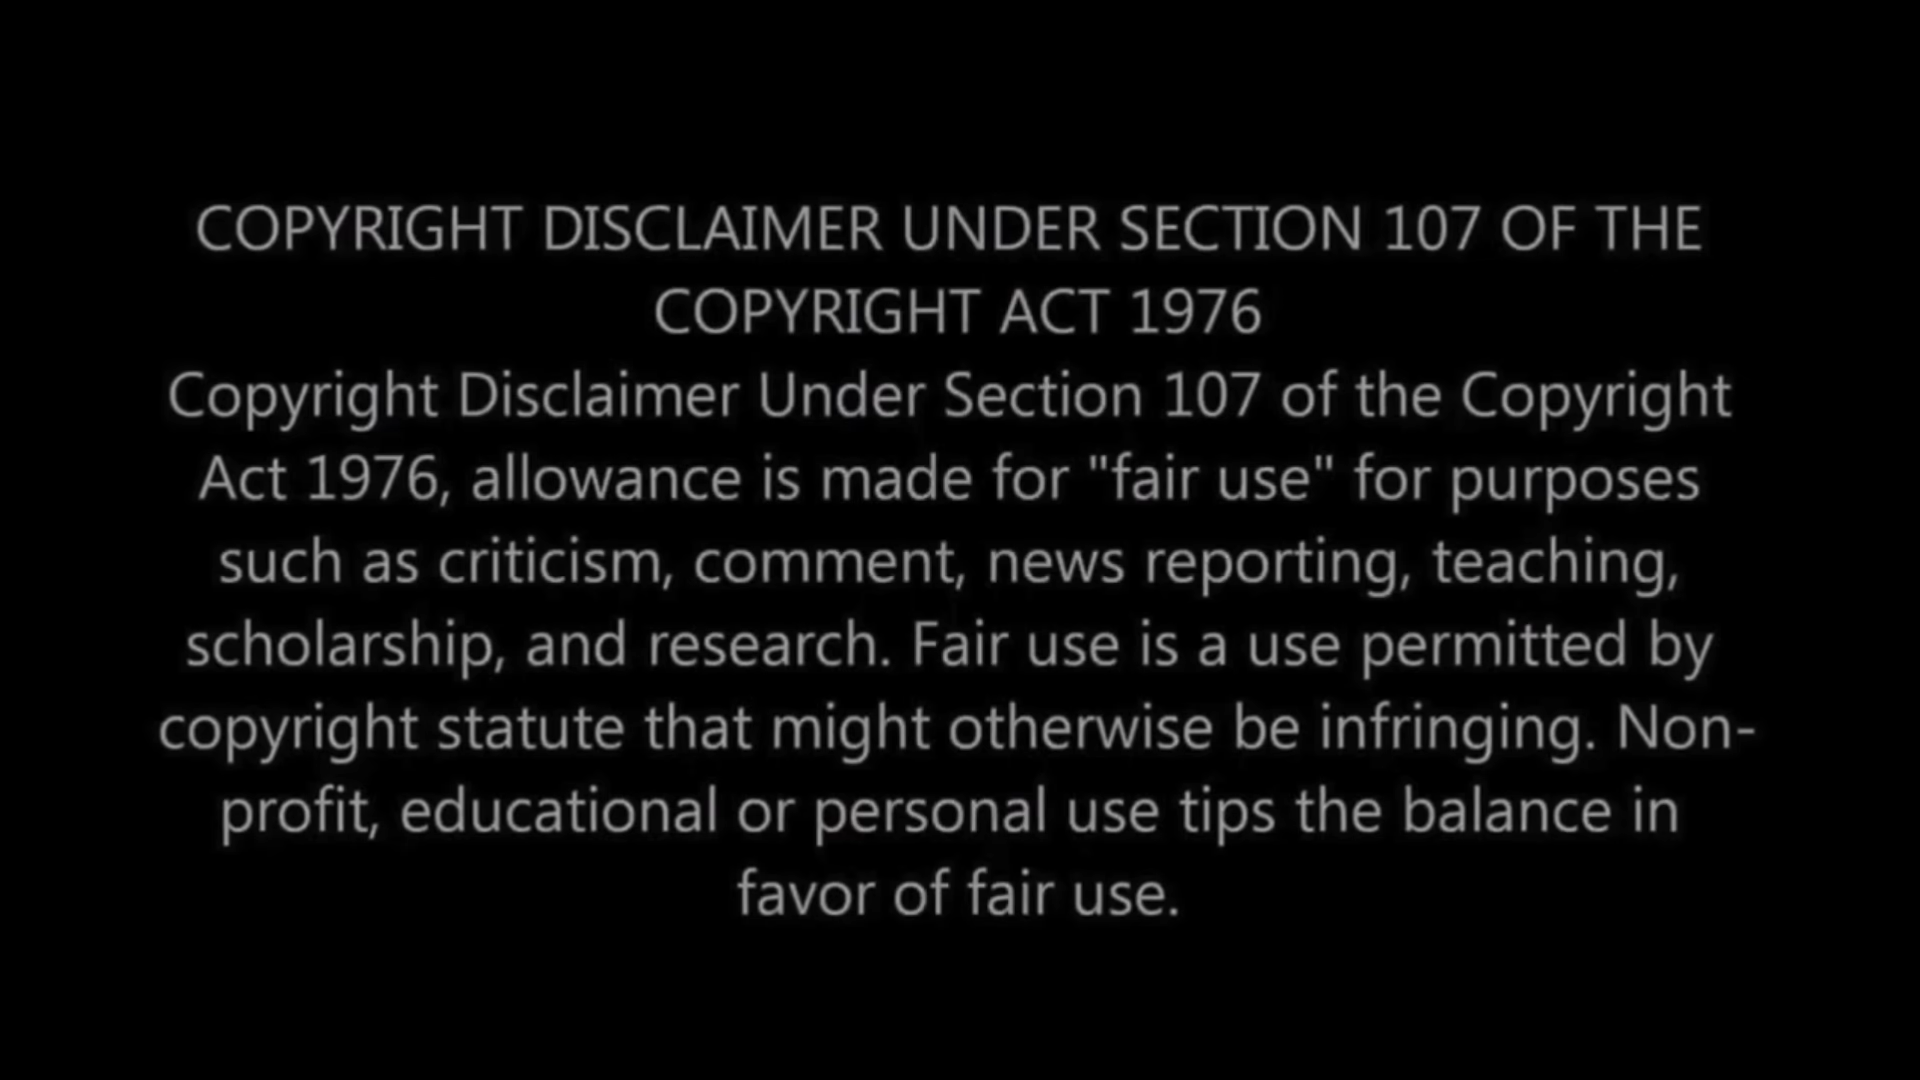 COPYRIGHT DISCLAIMER UNDER SECTION 107 OF THE
COPYRIGHT ACT 1976
Copyright Disclaimer Under Section 107 of the Copyright
Act 1976, allowance is made for "fair use" for purposes
such as criticism, comment, news reporting, teaching,
scholarship, and research. Fair use is a use permitted by
copyright statute that might otherwise be infringing. Non-
profit, educational or personal use tips the balance in
favor of fair use.